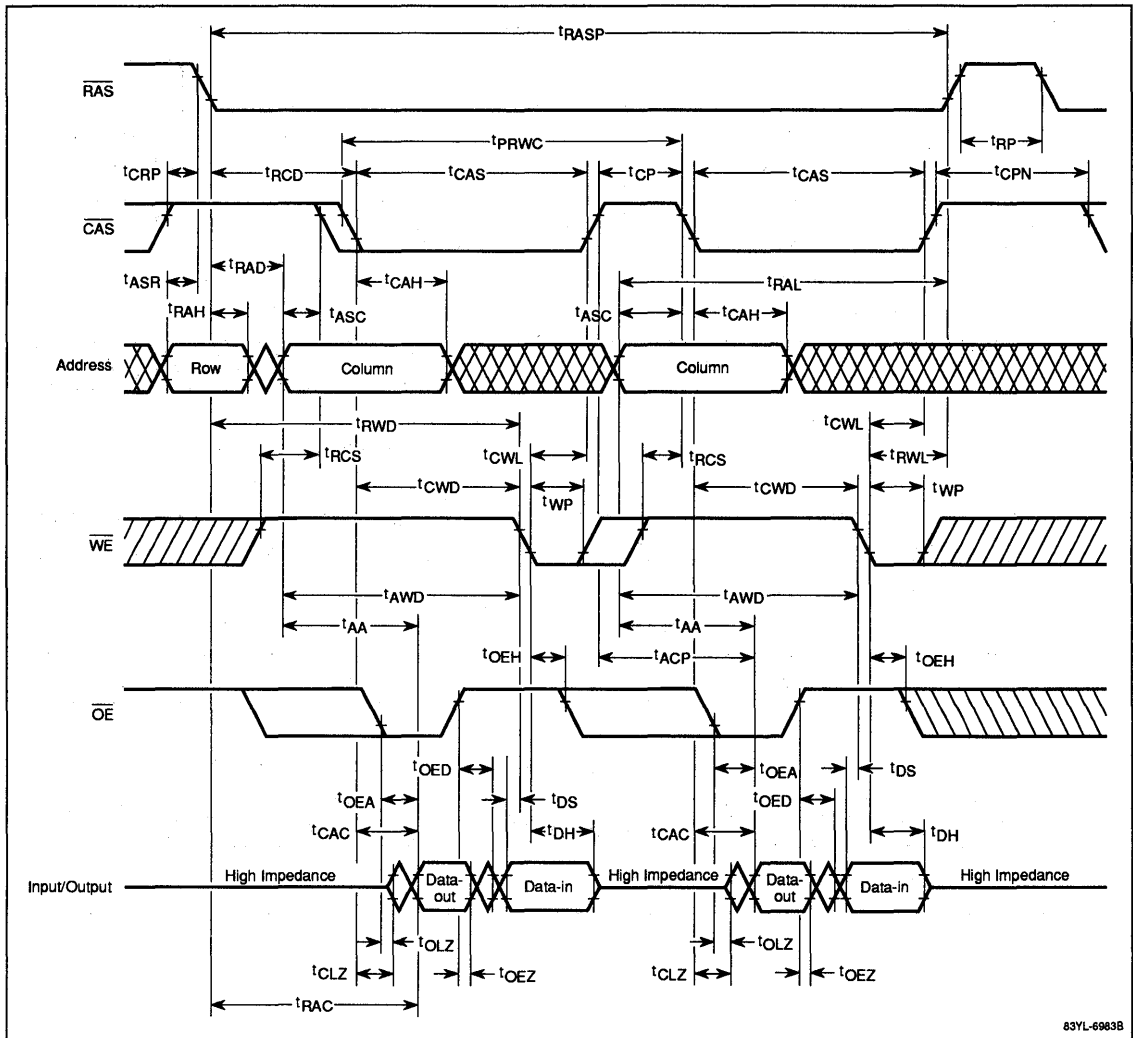 tRASP
RAS
tRP
tPRWC
tCRP
tRCD
tCAS
tCP
tCAS
tCPN
CAS
tASR
tRAD
tCAH
tRAL
tRAH
tASC
tASC
tCAH
Address
Row
Column
Column
tRWD
tCWL
tRCS
tCWL
tRCS
tRWL
tCWD
tWP
tCWD
tWP
WE
tAWD
tAWD
tAA
tAA
tOEH
tACP
tOEH
OE
tOED
tOEA
tDS
tOEA
tDS
tOED
tCAC
tDH
tCAC
tDH
Input/Output
High Impedance
Data-out
Data-in
High Impedance
Data-out
Data-in
High Impedance
tOLZ
tOLZ
tCLZ
tOEZ
tCLZ
tOEZ
tRAC
83YL-6983B